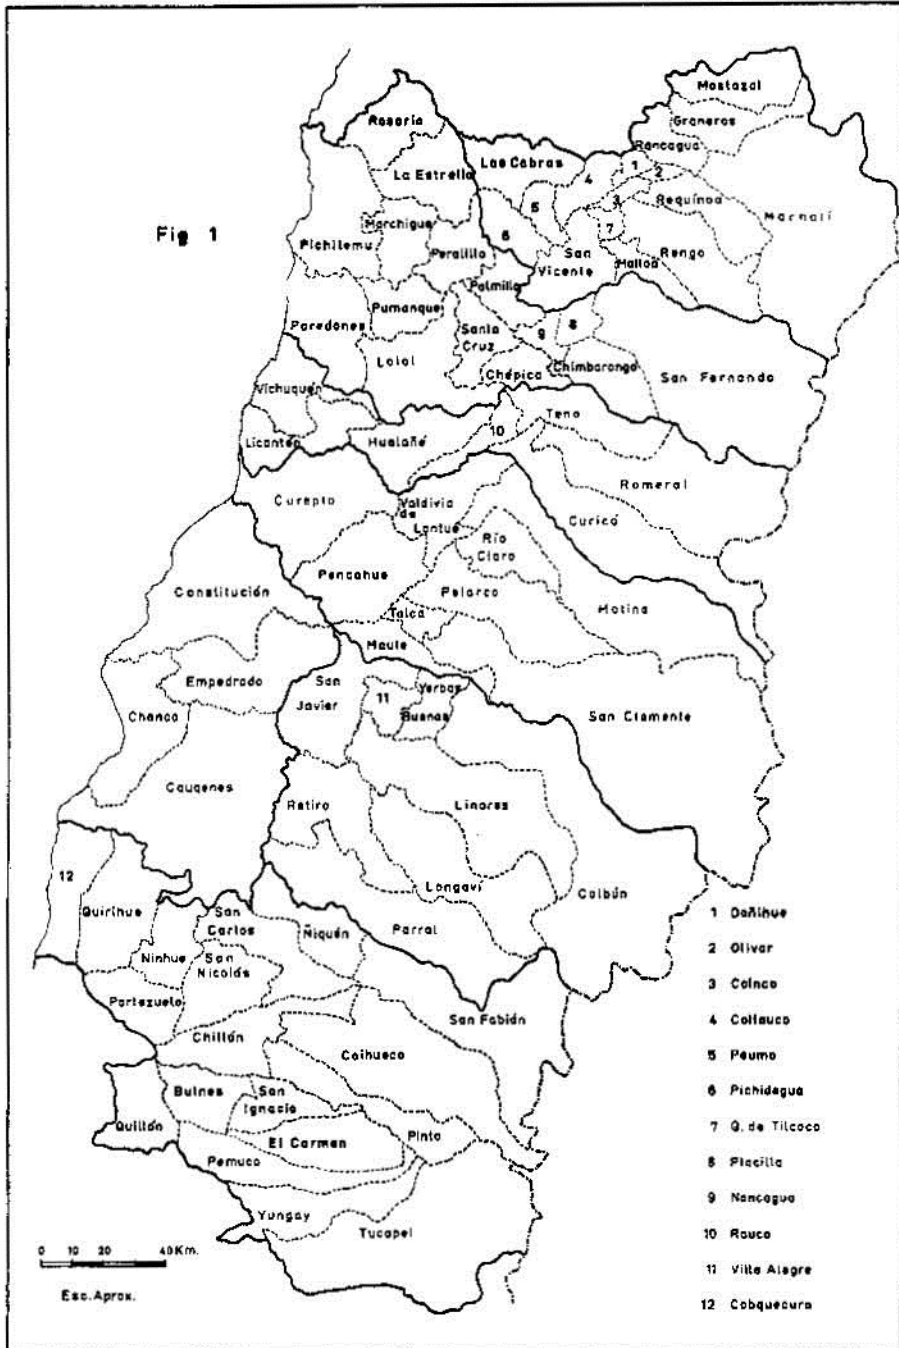 Fig 1
Mostazal
Graneros
Rosario
Rancagua
Las Cabras
La Estrella
1
2
4
3
5
Requínoa
Machalí
Marchigue
7
6
Pichilemu
Peralillo
San
Vicente
Malloa
Rengo
Palmilla
Pumanque
Paredones
Santa
Cruz
9
8
Lolol
Chépica
Chimbarongo
San Fernando
Vichuquén
Teno
10
Licantén
Hualañé
Romeral
Curepto
Valdivia
de
Lontué
Curicó
Río
Claro
Pencahue
Constitución
Pelarco
Molina
Talca
Maule
Empedrado
San
Javier
11
Yerbas
Buenas
Chanco
San Clemente
Cauqenes
Retiro
Linares
12
Longaví
Colbún
Quirihue
San
Carlos
Ñiquén
Parral
Ninhue
San
Nicolás
Portezuelo
San Fabián
Chillán
Coihueco
Bulnes
San
Ignacio
Quillón
El Carmen
Pinto
Pemuco
Yungay
Tucapel
0 10 20 40 Km.
Esc. Aprox.
1 Doñihue
2 Olivar
3 Coinco
4 Coltauco
5 Peumo
6 Pichidegua
7 Q. de Tilcoco
8 Placilla
9 Nancagua
10 Rauco
11 Villa Alegre
12 Cobquecura